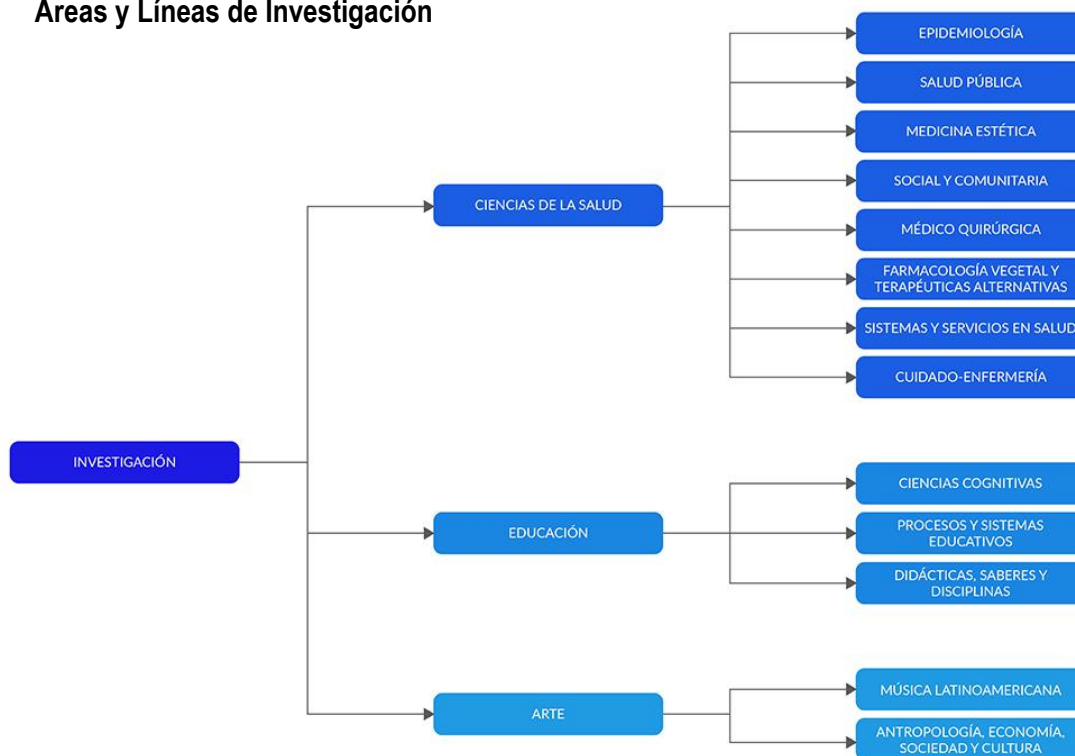 Áreas y Líneas de Investigación
EPIDEMIOLOGÍA
SALUD PÚBLICA
MEDICINA ESTÉTICA
SOCIAL Y COMUNITARIA
CIENCIAS DE LA SALUD
MÉDICO QUIRÚRGICA
FARMACOLOGÍA VEGETAL Y
TERAPÉUTICAS ALTERNATIVAS
SISTEMAS Y SERVICIOS EN SALUD
CUIDADO-ENFERMERÍA
INVESTIGACIÓN
CIENCIAS COGNITIVAS
EDUCACIÓN
PROCESOS Y SISTEMAS
EDUCATIVOS
DIDÁCTICAS, SABERES Y
DISCIPLINAS
MÚSICA LATINOAMERICANA
ARTE
ANTROPOLOGÍA, ECONOMÍA,
SOCIEDAD Y CULTURA